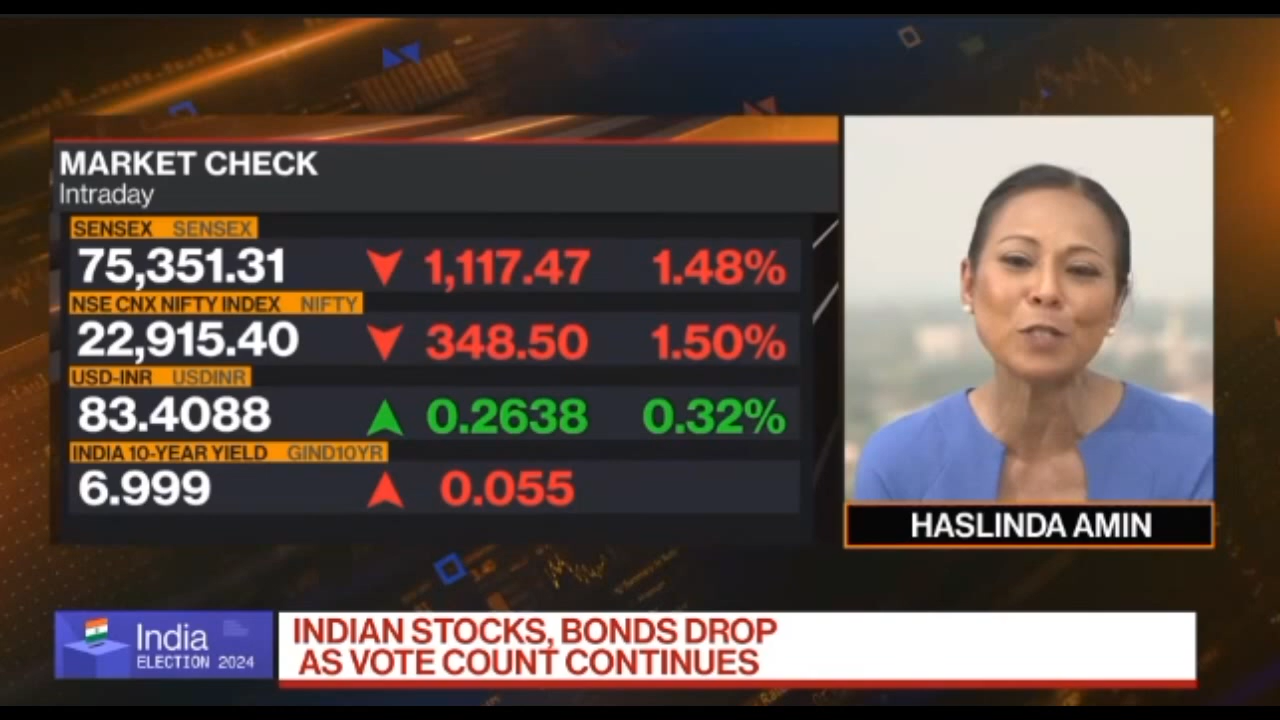 MARKET CHECK
Intraday
SENSEX SENSEX
75,351.31 1,117.47 1.48%
NSE CNX NIFTY INDEX NIFTY
22,915.40 348.50 1.50%
USD-INR USDINR
83.4088 0.2638 0.32%
INDIA 10-YEAR YIELD GIND10YR
6.999 0.055
HASLINDA AMIN
India
ELECTION 2024
INDIAN STOCKS, BONDS DROP
AS VOTE COUNT CONTINUES